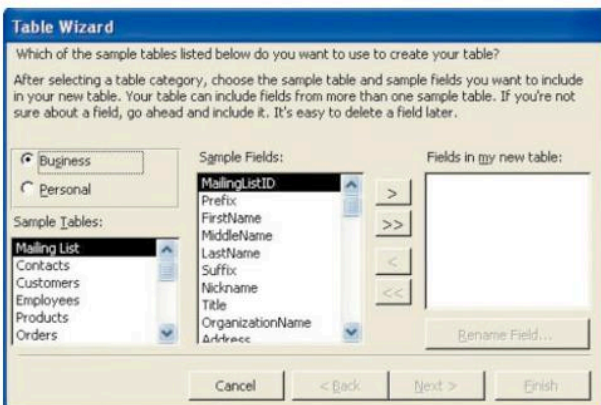 Table Wizard
Which of the sample tables listed below do you want to use to create your table?
After selecting a table category, choose the sample table and sample fields you want to include
in your new table. Your table can include fields from more than one sample table. If you're not
sure about a field, go ahead and include it. It's easy to delete a field later.
Business
Personal
Sample Tables:
Mailing List
Contacts
Customers
Employees
Products
Orders
Sample Fields:
MailingListID
Prefix
FirstName
MiddleName
LastName
Suffix
Nickname
Title
OrganizationName
Address
>
>>
<
<<
Fields in my new table:
Rename Field...
Cancel
< Back
Next >
Finish